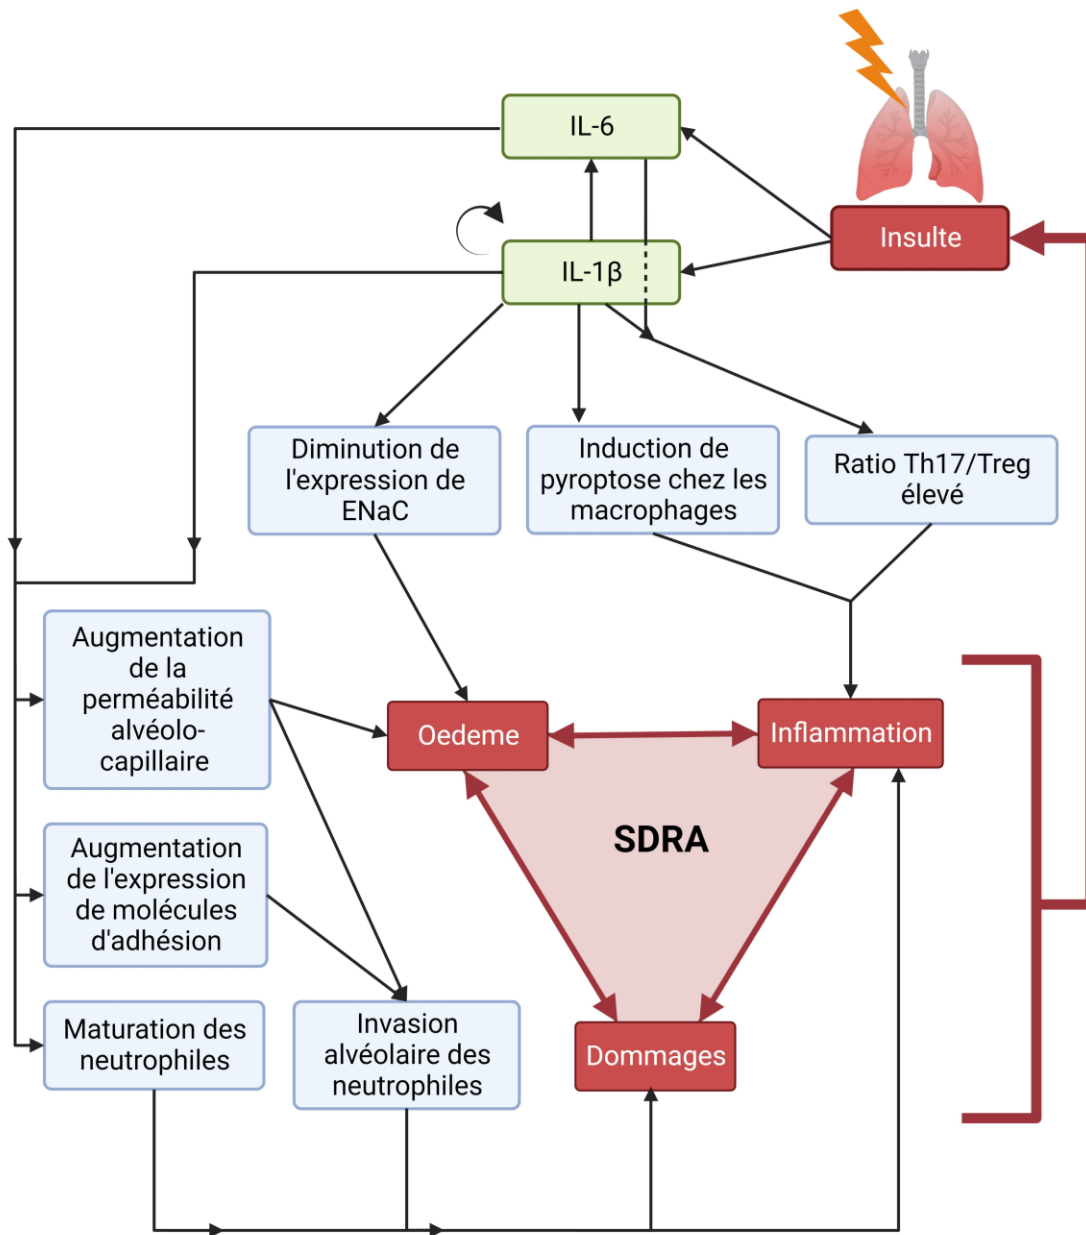 IL-6
Insulte
IL-1β
Diminution de
l'expression de
ENaC
Induction de
pyroptose chez les
macrophages
Ratio Th17/Treg
élevé
Augmentation
de la
perméabilité
alvéolo-
capillaire
Oedeme
Inflammation
SDRA
Augmentation
de l'expression
de molécules
d'adhésion
Maturation des
neutrophiles
Invasion
alvéolaire des
neutrophiles
Dommages